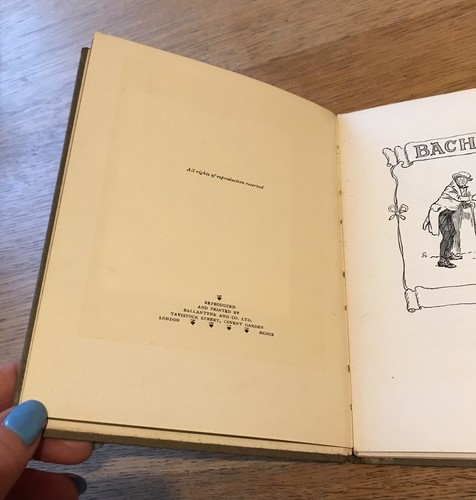 All rights of reproduction reserved
REPRODUCED
AND PRINTED BY
BALLANTYNE AND CO. LTD.
TAVISTOCK STREET, COVENT GARDEN
LONDON
BACH